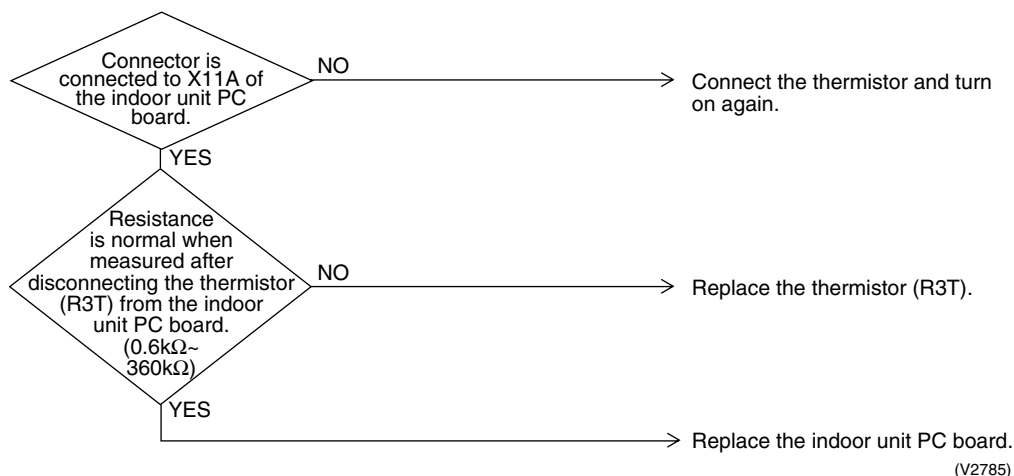 Connector is
connected to X11A of
the indoor unit PC
board.
NO
Connect the thermistor and turn
on again.
YES
Resistance
is normal when
measured after
disconnecting the thermistor
(R3T) from the indoor
unit PC board.
(0.6kΩ~
360kΩ)
NO
Replace the thermistor (R3T).
YES
Replace the indoor unit PC board.
(V2785)